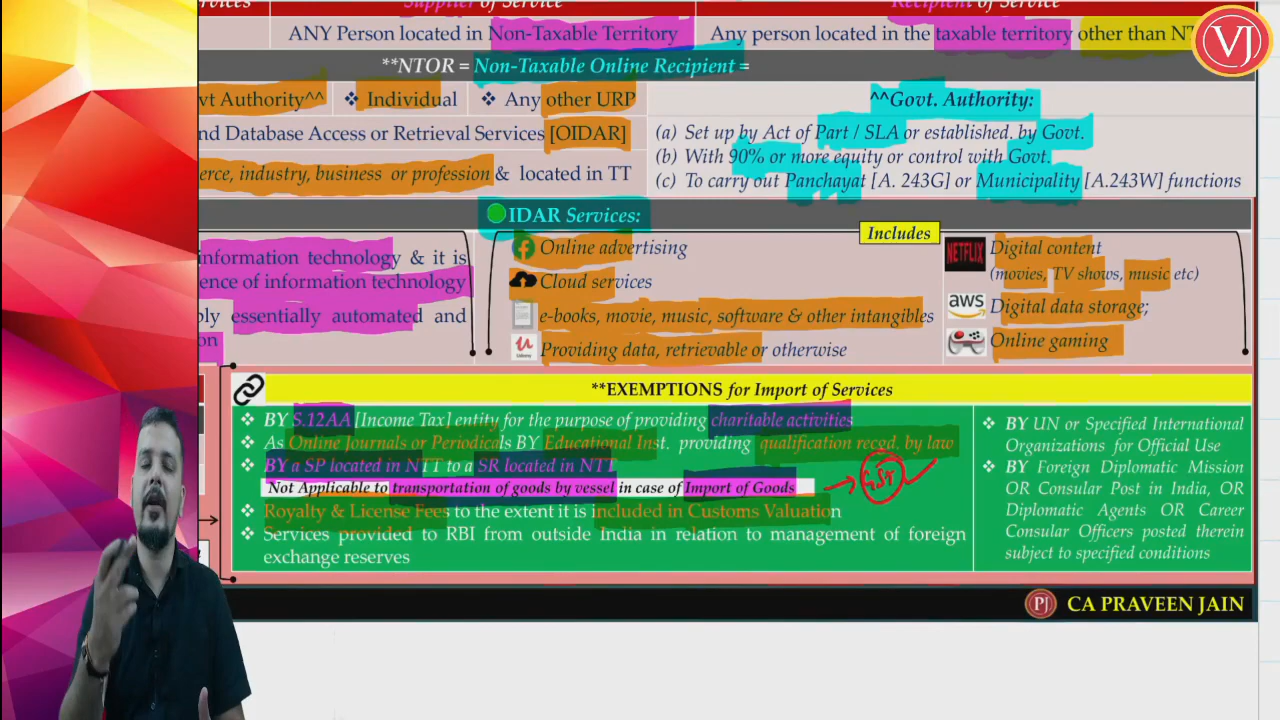 ervices
Supplier of Service
Recipient of Service
ANY Person located in Non-Taxable Territory
Any person located in the taxable territory other than NT
VJ
**NTOR = Non-Taxable Online Recipient =
vt Authority^^
❖ Individual
❖ Any other URP
^^Govt. Authority:
nd Database Access or Retrieval Services [OIDAR]
(a) Set up by Act of Part / SLA or established. by Govt.
(b) With 90% or more equity or control with Govt.
erce, industry, business or profession & located in TT
(c) To carry out Panchayat [A. 243G] or Municipality [A.243W] functions
IDAR Services:
Includes
information technology & it is
ence of information technology
bly essentially automated and
on
Online advertising
Cloud services
e-books, movie, music, software & other intangibles
Udemy
Providing data, retrievable or otherwise
NETFLIX
Digital content
(movies, TV shows, music etc)
aws
Digital data storage;
Online gaming
**EXEMPTIONS for Import of Services
❖ BY S.12AA [Income Tax] entity for the purpose of providing charitable activities
❖ As Online Journals or Periodicals BY Educational Inst. providing qualification recgd. by law
❖ BY a SP located in NTT to a SR located in NTT
Not Applicable to transportation of goods by vessel in case of Import of Goods
GST
❖ Royalty & License Fees to the extent it is included in Customs Valuation
❖ Services provided to RBI from outside India in relation to management of foreign
exchange reserves
❖ BY UN or Specified International
Organizations for Official Use
❖ BY Foreign Diplomatic Mission
OR Consular Post in India, OR
Diplomatic Agents OR Career
Consular Officers posted therein
subject to specified conditions
PJ CA PRAVEEN JAIN